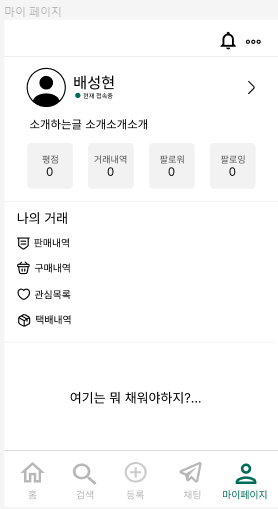 마이 페이지
배성현
현재 접속중
소개하는글 소개소개소개
평점 거래내역 팔로워 팔로잉
0 0 0 0
나의 거래
판매내역
구매내역
관심목록
택배내역
여기는 뭐 채워야하지?...
홈 검색 등록 채팅 마이페이지